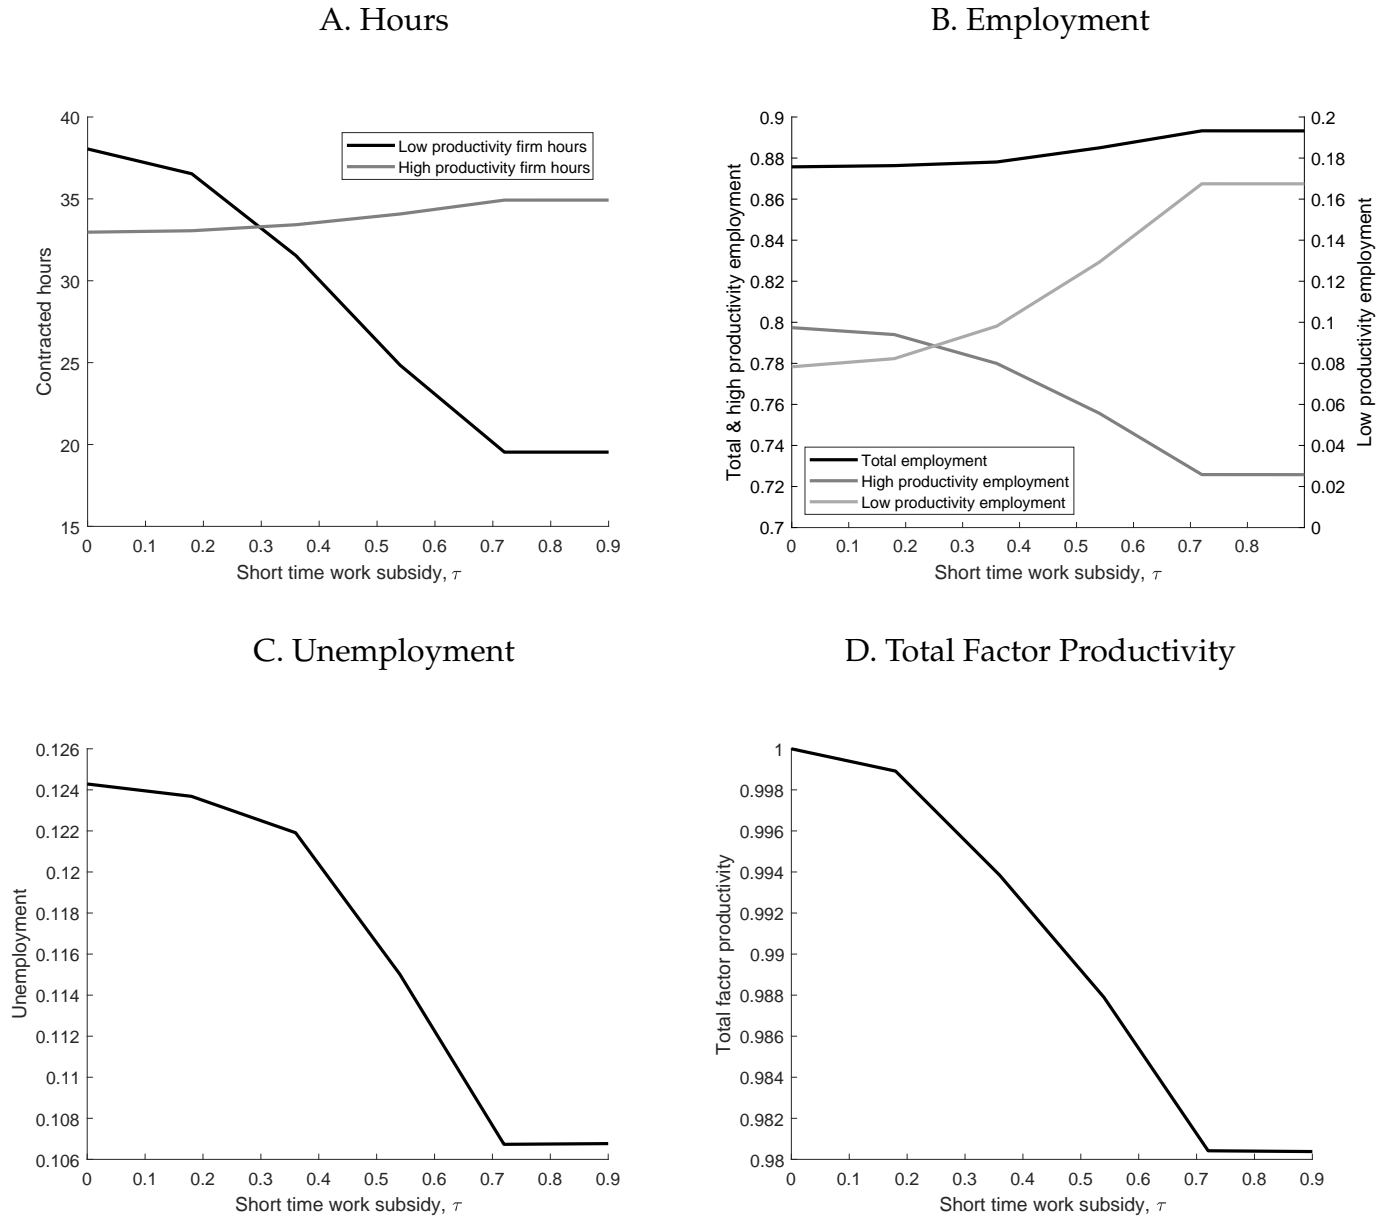 A. Hours
40
35
30
25
20
15
Contracted hours
Low productivity firm hours
High productivity firm hours
0 0.1 0.2 0.3 0.4 0.5 0.6 0.7 0.8 0.9
Short time work subsidy, τ
B. Employment
0.9
0.88
0.86
0.84
0.82
0.8
0.78
0.76
0.74
0.72
0.7
Total & high productivity employment
Total employment
High productivity employment
Low productivity employment
0.2
0.18
0.16
0.14
0.12
0.1
0.08
0.06
0.04
0.02
0
Low productivity employment
0 0.1 0.2 0.3 0.4 0.5 0.6 0.7 0.8
Short time work subsidy, τ
C. Unemployment
0.126
0.124
0.122
0.12
0.118
0.116
0.114
0.112
0.11
0.108
0.106
Unemployment
0 0.1 0.2 0.3 0.4 0.5 0.6 0.7 0.8 0.9
Short time work subsidy, τ
D. Total Factor Productivity
1
0.998
0.996
0.994
0.992
0.99
0.988
0.986
0.984
0.982
0.98
Total factor productivity
0 0.1 0.2 0.3 0.4 0.5 0.6 0.7 0.8 0.9
Short time work subsidy, τ